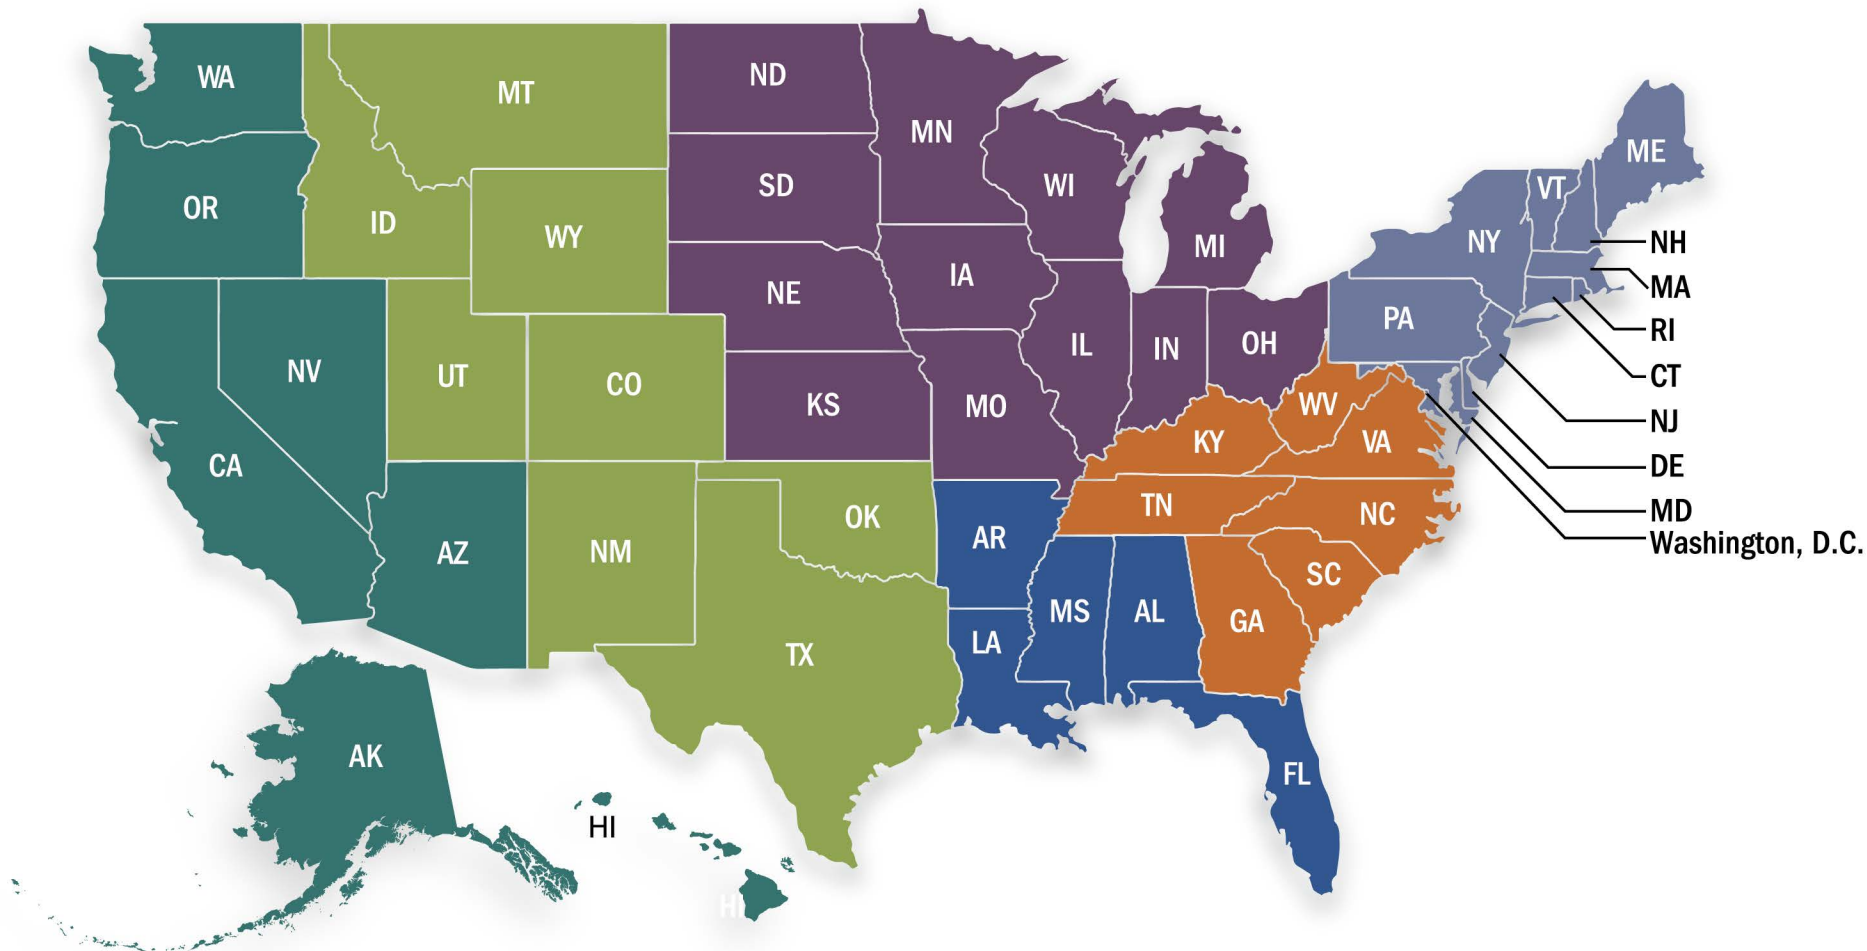 WA
MT
ND
MN
OR
ID
WY
SD
WI
MI
ME
VT
NY
NH
MA
RI
CT
NJ
DE
MD
Washington, D.C.
NV
UT
CO
NE
IA
IL
IN
OH
PA
CA
KS
MO
KY
WV
VA
AZ
NM
OK
AR
TN
NC
TX
LA
MS
AL
GA
SC
FL
AK
HI
HI